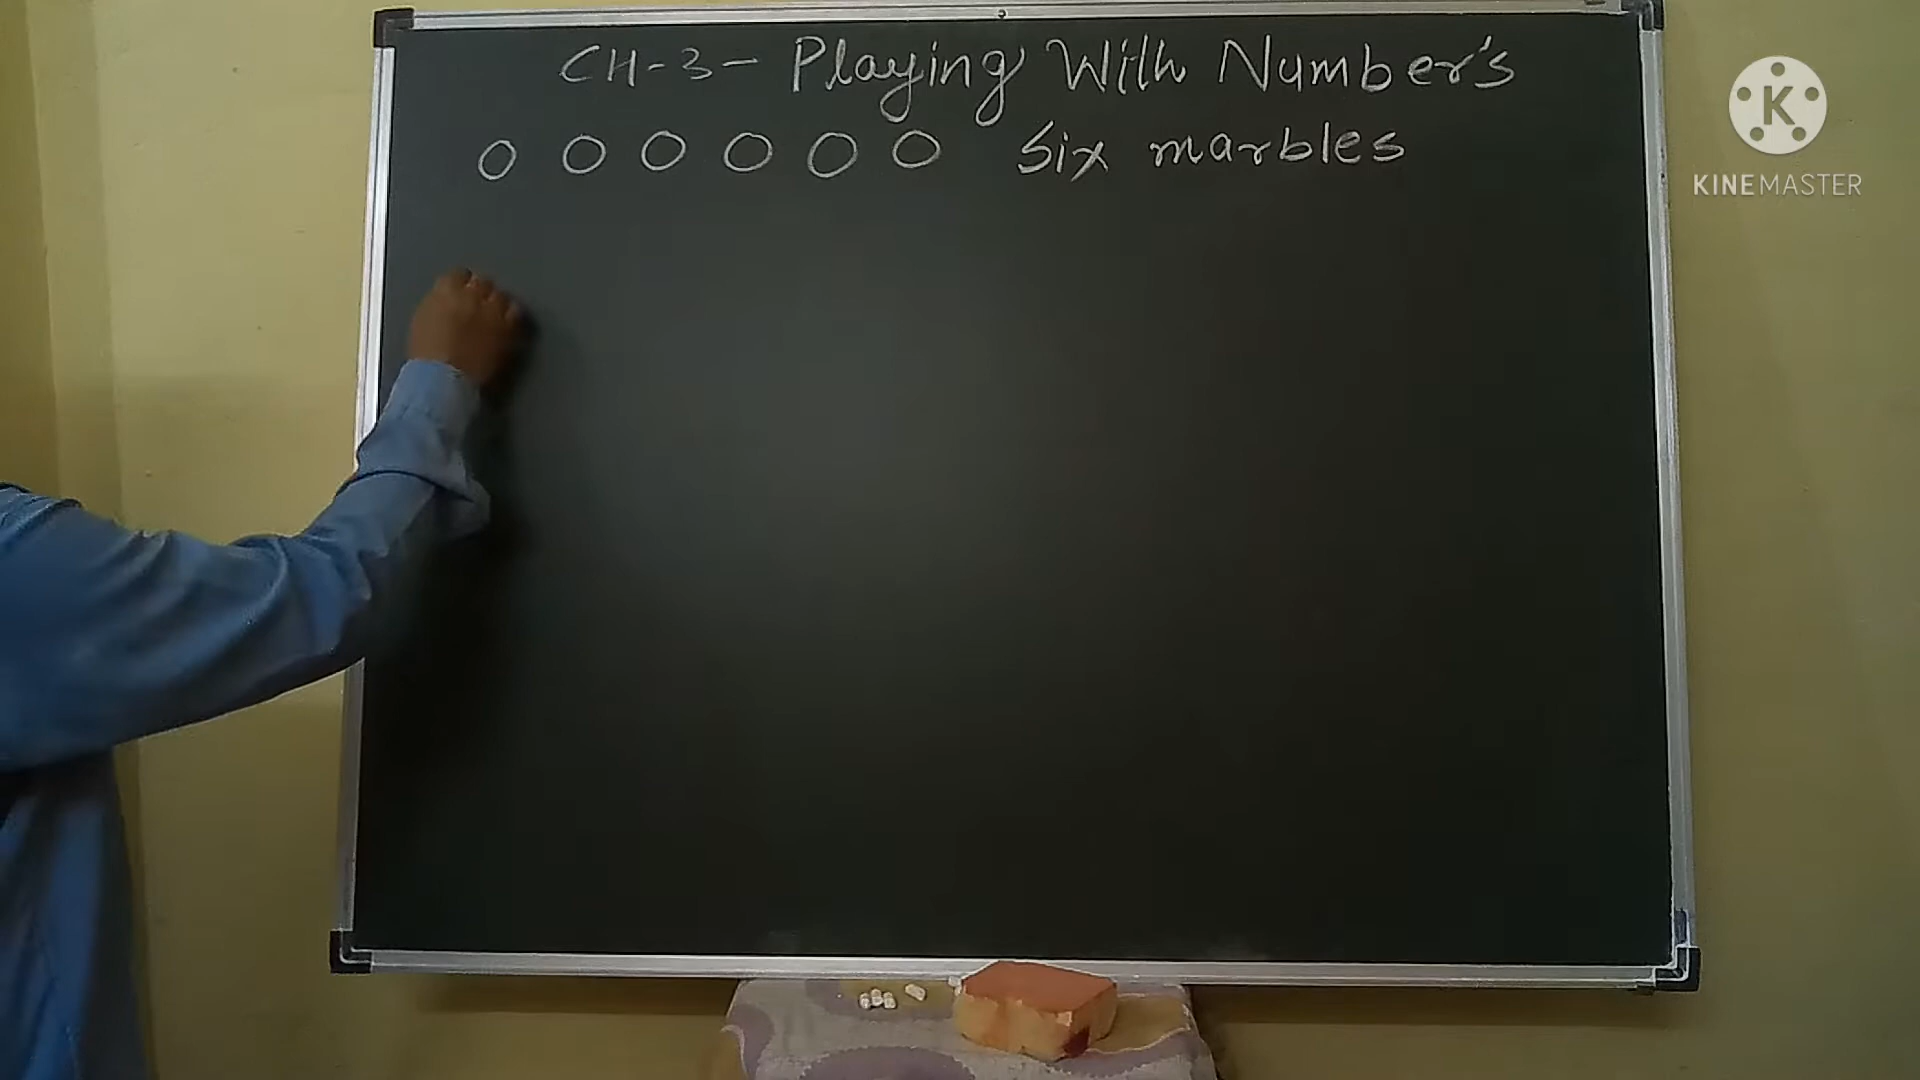 CH-3- Playing With Number's
O O O O O O Six marbles
K
KINEMASTER